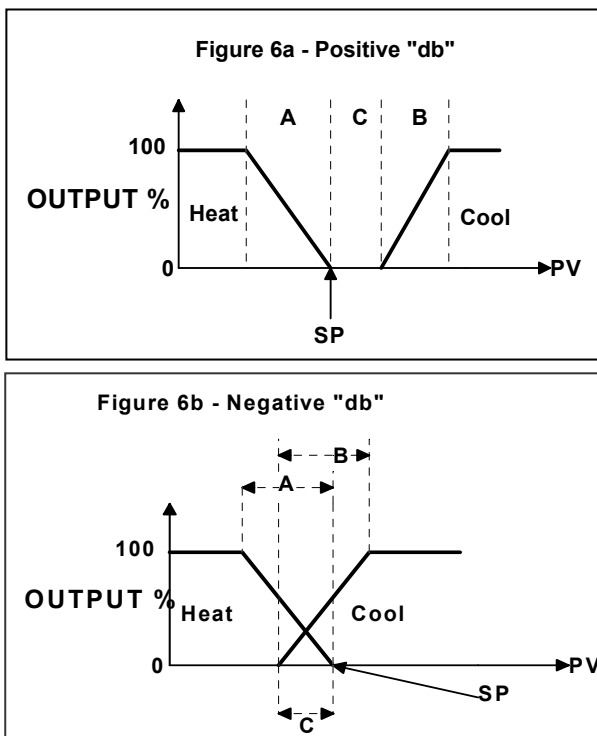 Figure 6a - Positive "db"
A C B
100
OUTPUT % Heat Cool
0 PV
SP
Figure 6b - Negative "db"
B
A
100
OUTPUT % Heat Cool
0 PV
SP
C